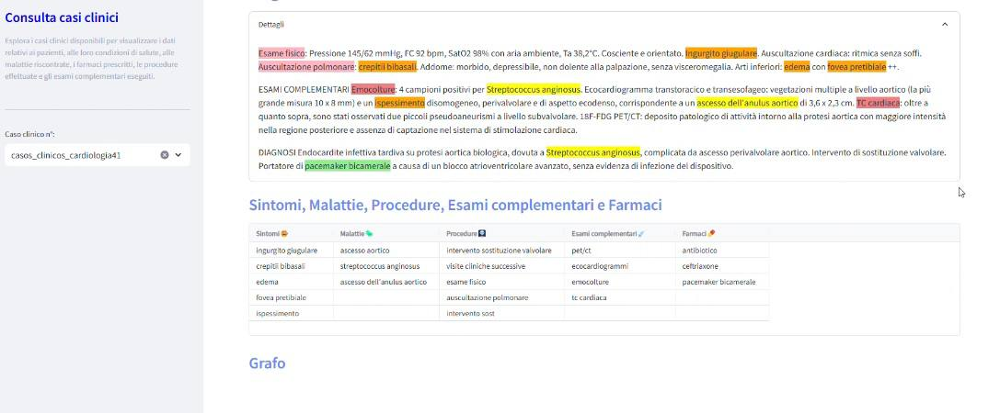 Consulta casi clinici
Esplora i casi clinici disponibili per visualizzare i dati
relativi ai pazienti, alle loro condizioni di salute, alle
malattie riscontrate, i farmaci prescritti, le procedure
effettuate e gli esami complementari eseguiti.
Caso clinico n°:
casos_clinicos_cardiologia41
Dettagli
Esame fisico: Pressione 145/62 mmHg, FC 92 bpm, SatO2 98% con aria ambiente, Ta 38,2°C. Cosciente e orientato. Ingurgito giugulare. Auscultazione cardiaca: ritmica senza soffi.
Auscultazione polmonare: crepitii bibasali. Addome: morbido, depressibile, non dolente alla palpazione, senza visceromegalia. Arti inferiori: edema con fovea pretibiale ++.
ESAMI COMPLEMENTARI Emocolture: 4 campioni positivi per Streptococcus anginosus. Ecocardiogramma transtoracico e transesofageo: vegetazioni multiple a livello aortico (la più
grande misura 10 x 8 mm) e un ispessimento disomogeneo, perivalvolare e di aspetto ecodenso, corrispondente a un ascesso dell'anulus aortico di 3,6 x 2,3 cm. TC cardiaca: oltre a
quanto sopra, sono stati osservati due piccoli pseudoaneurismi a livello subvalvolare. 18F-FDG PET/CT: deposito patologico di attività intorno alla protesi aortica con maggiore intensità
nella regione posteriore e assenza di captazione nel sistema di stimolazione cardiaca.
DIAGNOSI Endocardite infettiva tardiva su protesi aortica biologica, dovuta a Streptococcus anginosus, complicata da ascesso perivalvolare aortico. Intervento di sostituzione valvolare.
Portatore di pacemaker bicamerale a causa di un blocco atrioventricolare avanzato, senza evidenza di infezione del dispositivo.
Sintomi, Malattie, Procedure, Esami complementari e Farmaci
Sintomi Malattie Procedure Esami complementari Farmaci
ingurgito giugulare ascesso aortico intervento sostituzione valvolare pet/ct antibiotico
crepitii bibasali streptococcus anginosus visite cliniche successive ecocardiogrammi ceftriaxone
edema ascesso dell'anulus aortico esame fisico emocolture pacemaker bicamerale
fovea pretibiale auscultazione polmonare tc cardiaca
ispessimento intervento sost
Grafo